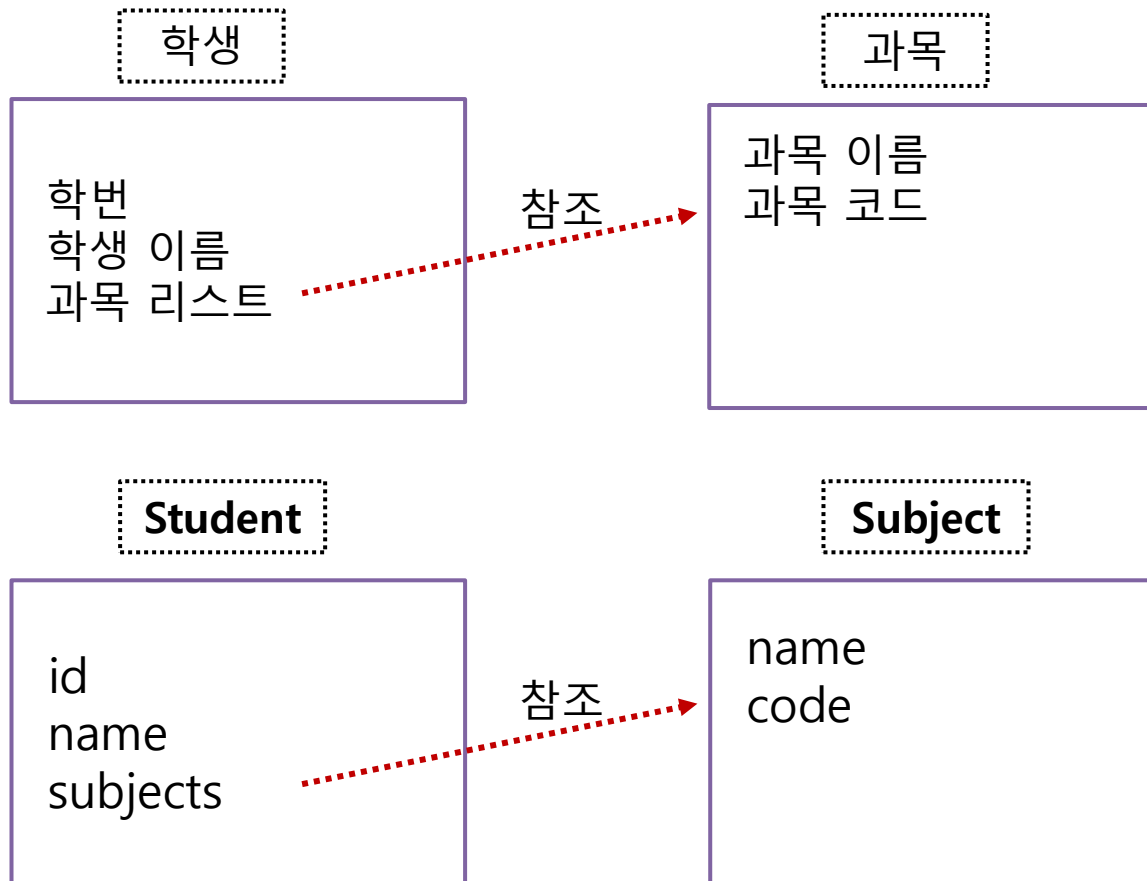 학생
과목
학번
학생 이름
과목 리스트
참조
과목 이름
과목 코드
Student
Subject
id
name
subjects
참조
name
code